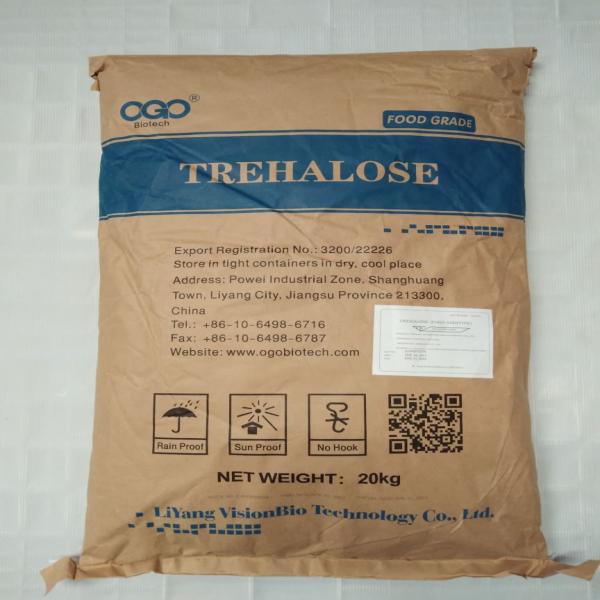 OGO®
Biotech
FOOD GRADE
TREHALOSE
Export Registration No.: 3200/22226
Store in tight containers in dry, cool place
Address: Powei Industrial Zone, Shanghuang
Town, Liyang City, Jiangsu Province 213300,
China
Tel.: +86-10-6498-6716
Fax: +86-10-6498-6787
Website: www.ogobiotech.com
Rain Proof
Sun Proof
No Hook
NET WEIGHT: 20kg
LiYang VisionBio Technology Co., Ltd.